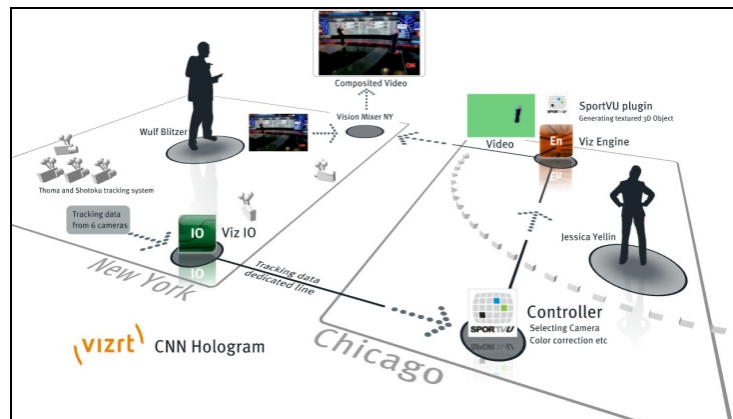 Composited Video
Wulf Blitzer
Vision Mixer NY
Video
SPORTVU
SportVU plugin
Generating textured 3D Object
En
Viz Engine
Thoma and Shotoku tracking system
Tracking data
from 6 cameras
IO
Viz IO
Jessica Yellin
New York
Tracking data
dedicated line
SPORTVU
Controller
Selecting Camera
Color correction etc
Chicago
vizrt
CNN Hologram